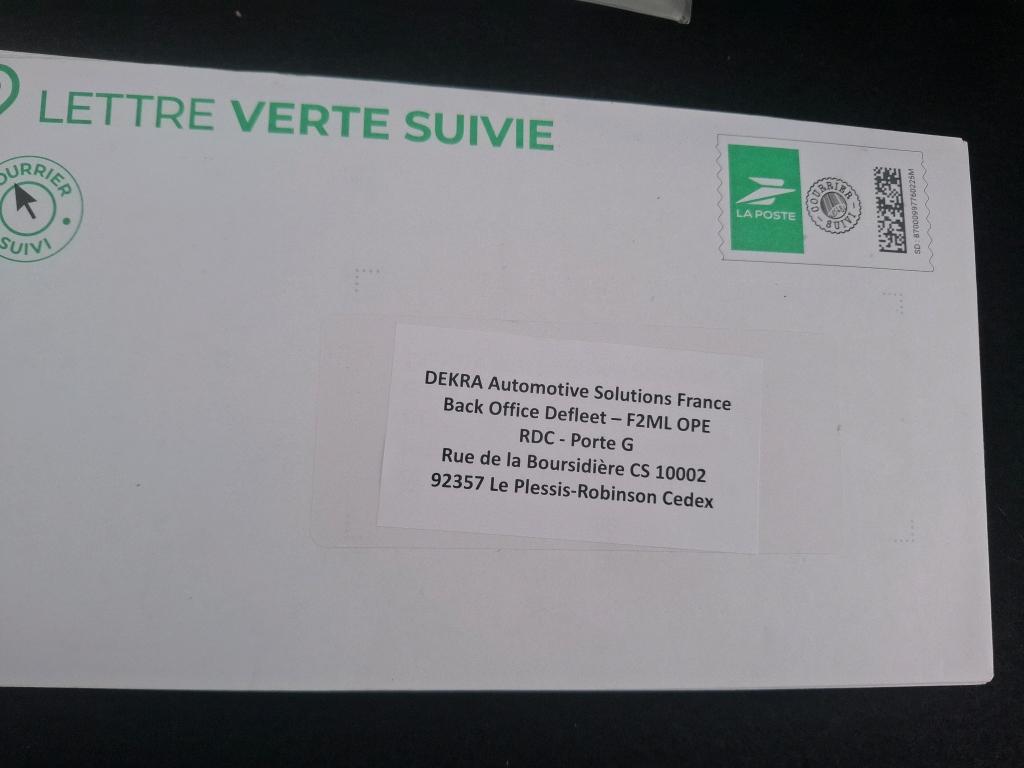 LETTRE VERTE SUIVIE
SUIVI
LA POSTE
COURRIER
SUIVI
DEKRA Automotive Solutions France
Back Office Defleet – F2ML OPE
RDC - Porte G
Rue de la Boursidière CS 10002
92357 Le Plessis-Robinson Cedex